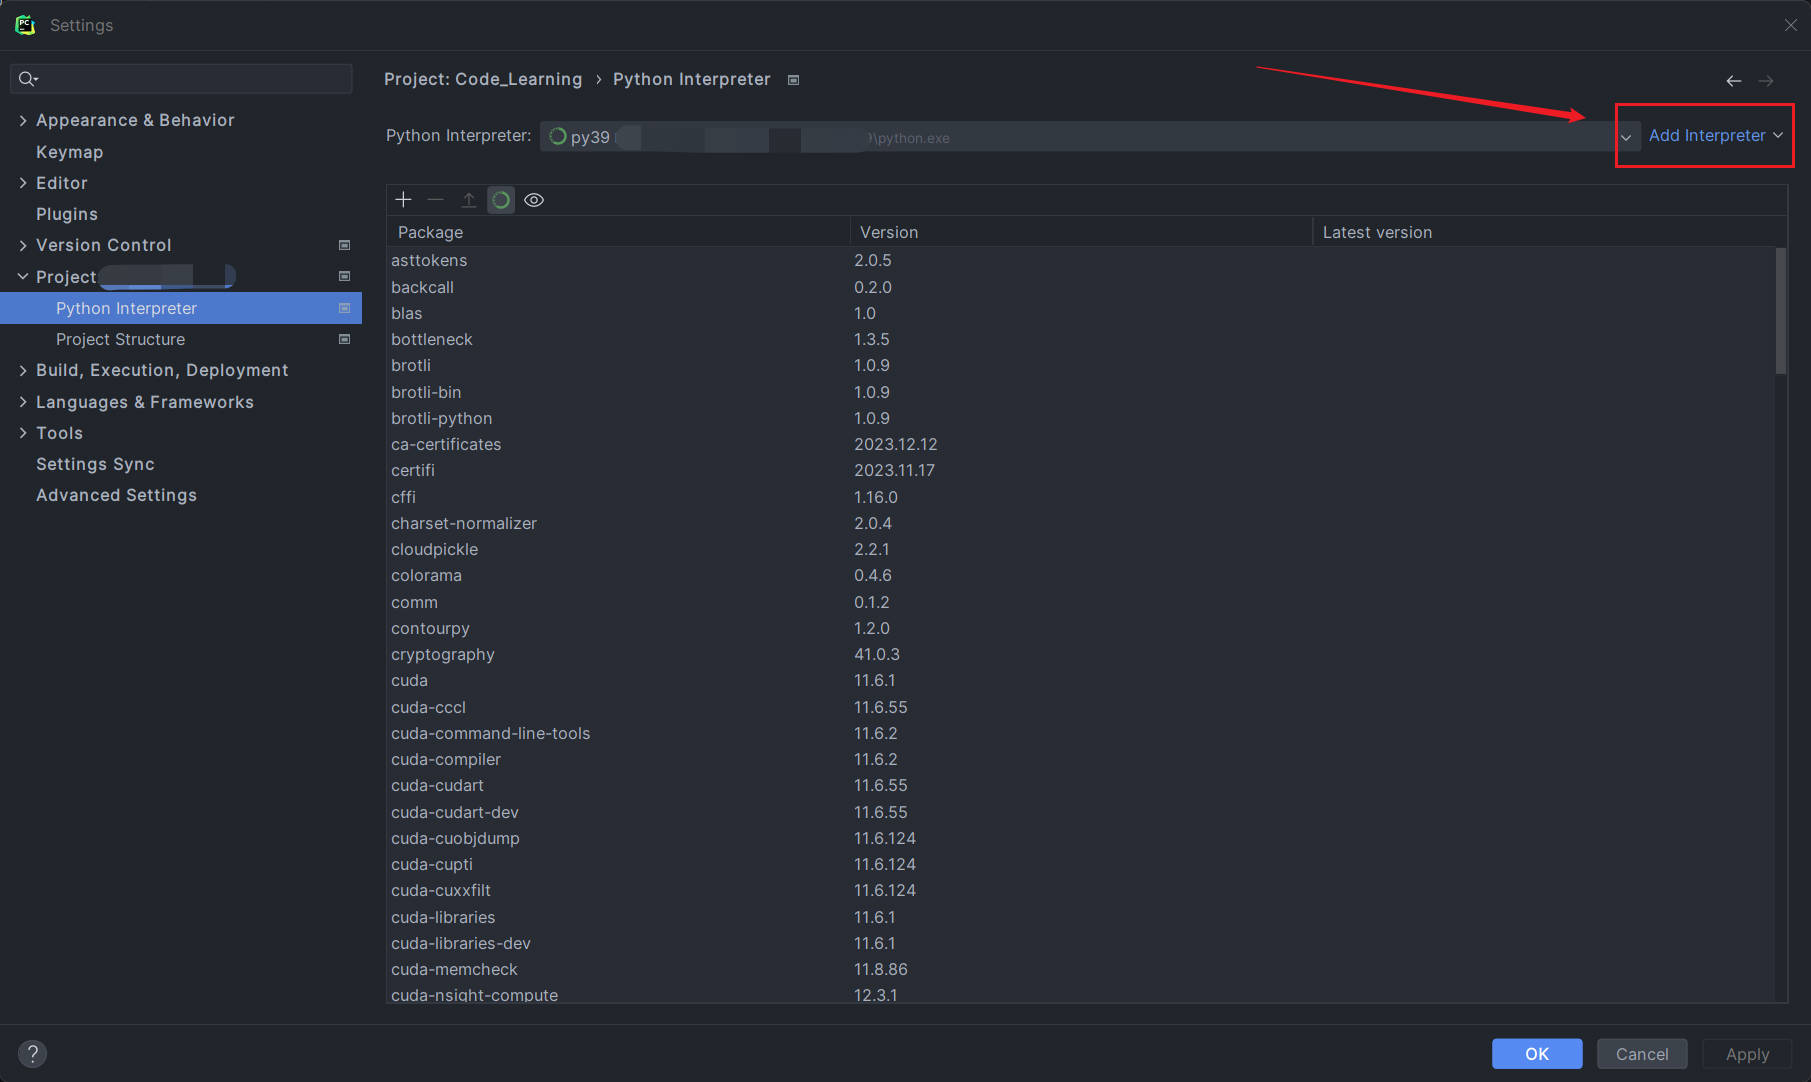 Settings
Project: Code_Learning › Python Interpreter
Appearance & Behavior
Keymap
Editor
Plugins
Version Control
Project
Python Interpreter
Project Structure
Build, Execution, Deployment
Languages & Frameworks
Tools
Settings Sync
Advanced Settings
Python Interpreter: py39 \python.exe Add Interpreter
Package Version Latest version
asttokens 2.0.5
backcall 0.2.0
blas 1.0
bottleneck 1.3.5
brotli 1.0.9
brotli-bin 1.0.9
brotli-python 1.0.9
ca-certificates 2023.12.12
certifi 2023.11.17
cffi 1.16.0
charset-normalizer 2.0.4
cloudpickle 2.2.1
colorama 0.4.6
comm 0.1.2
contourpy 1.2.0
cryptography 41.0.3
cuda 11.6.1
cuda-cccl 11.6.55
cuda-command-line-tools 11.6.2
cuda-compiler 11.6.2
cuda-cudart 11.6.55
cuda-cudart-dev 11.6.55
cuda-cuobjdump 11.6.124
cuda-cupti 11.6.124
cuda-cuxxfilt 11.6.124
cuda-libraries 11.6.1
cuda-libraries-dev 11.6.1
cuda-memcheck 11.8.86
cuda-nsight-compute 12.3.1
? OK Cancel Apply